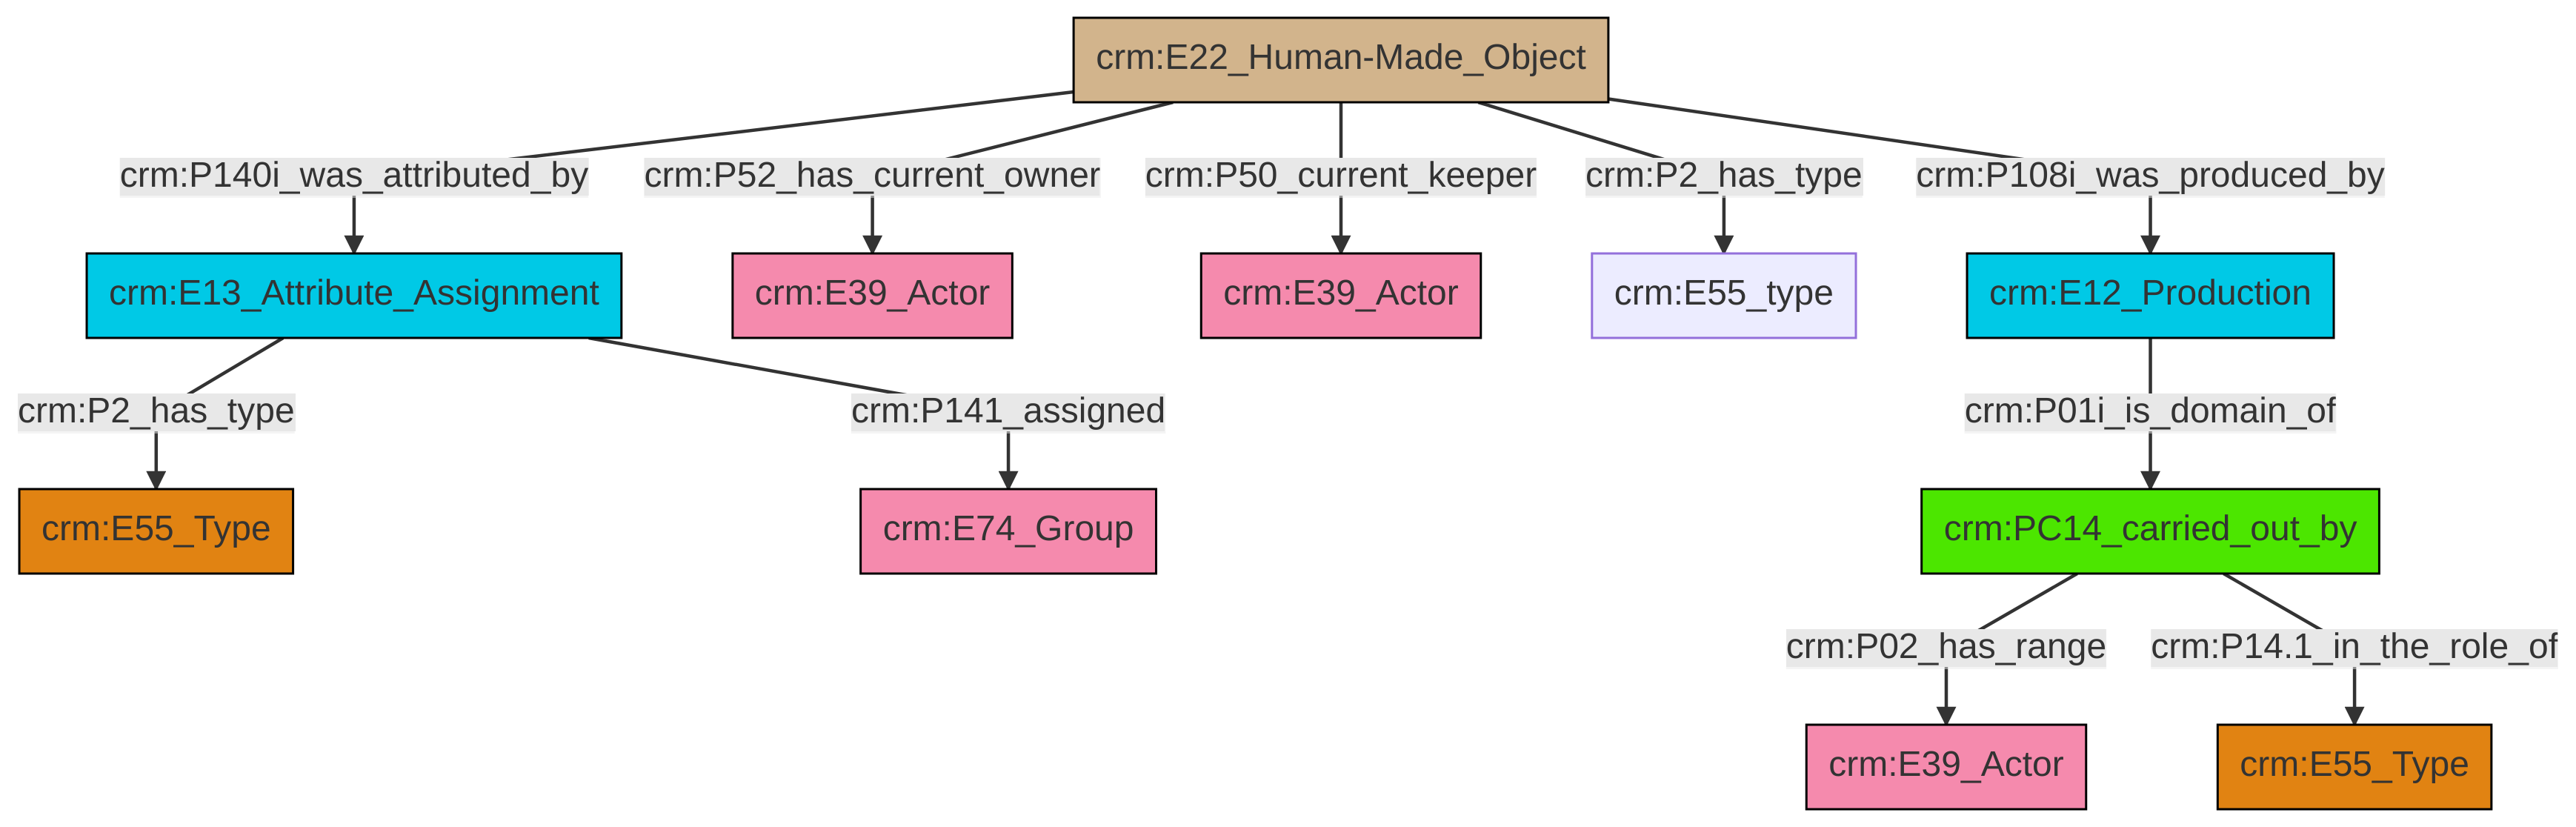 crm:E22_Human-Made_Object
crm:P140i_was_attributed_by
crm:P52_has_current_owner
crm:P50_current_keeper
crm:P2_has_type
crm:P108i_was_produced_by
crm:E13_Attribute_Assignment
crm:E39_Actor
crm:E39_Actor
crm:E55_type
crm:E12_Production
crm:P2_has_type
crm:P141_assigned
crm:P01i_is_domain_of
crm:E55_Type
crm:E74_Group
crm:PC14_carried_out_by
crm:P02_has_range
crm:P14.1_in_the_role_of
crm:E39_Actor
crm:E55_Type